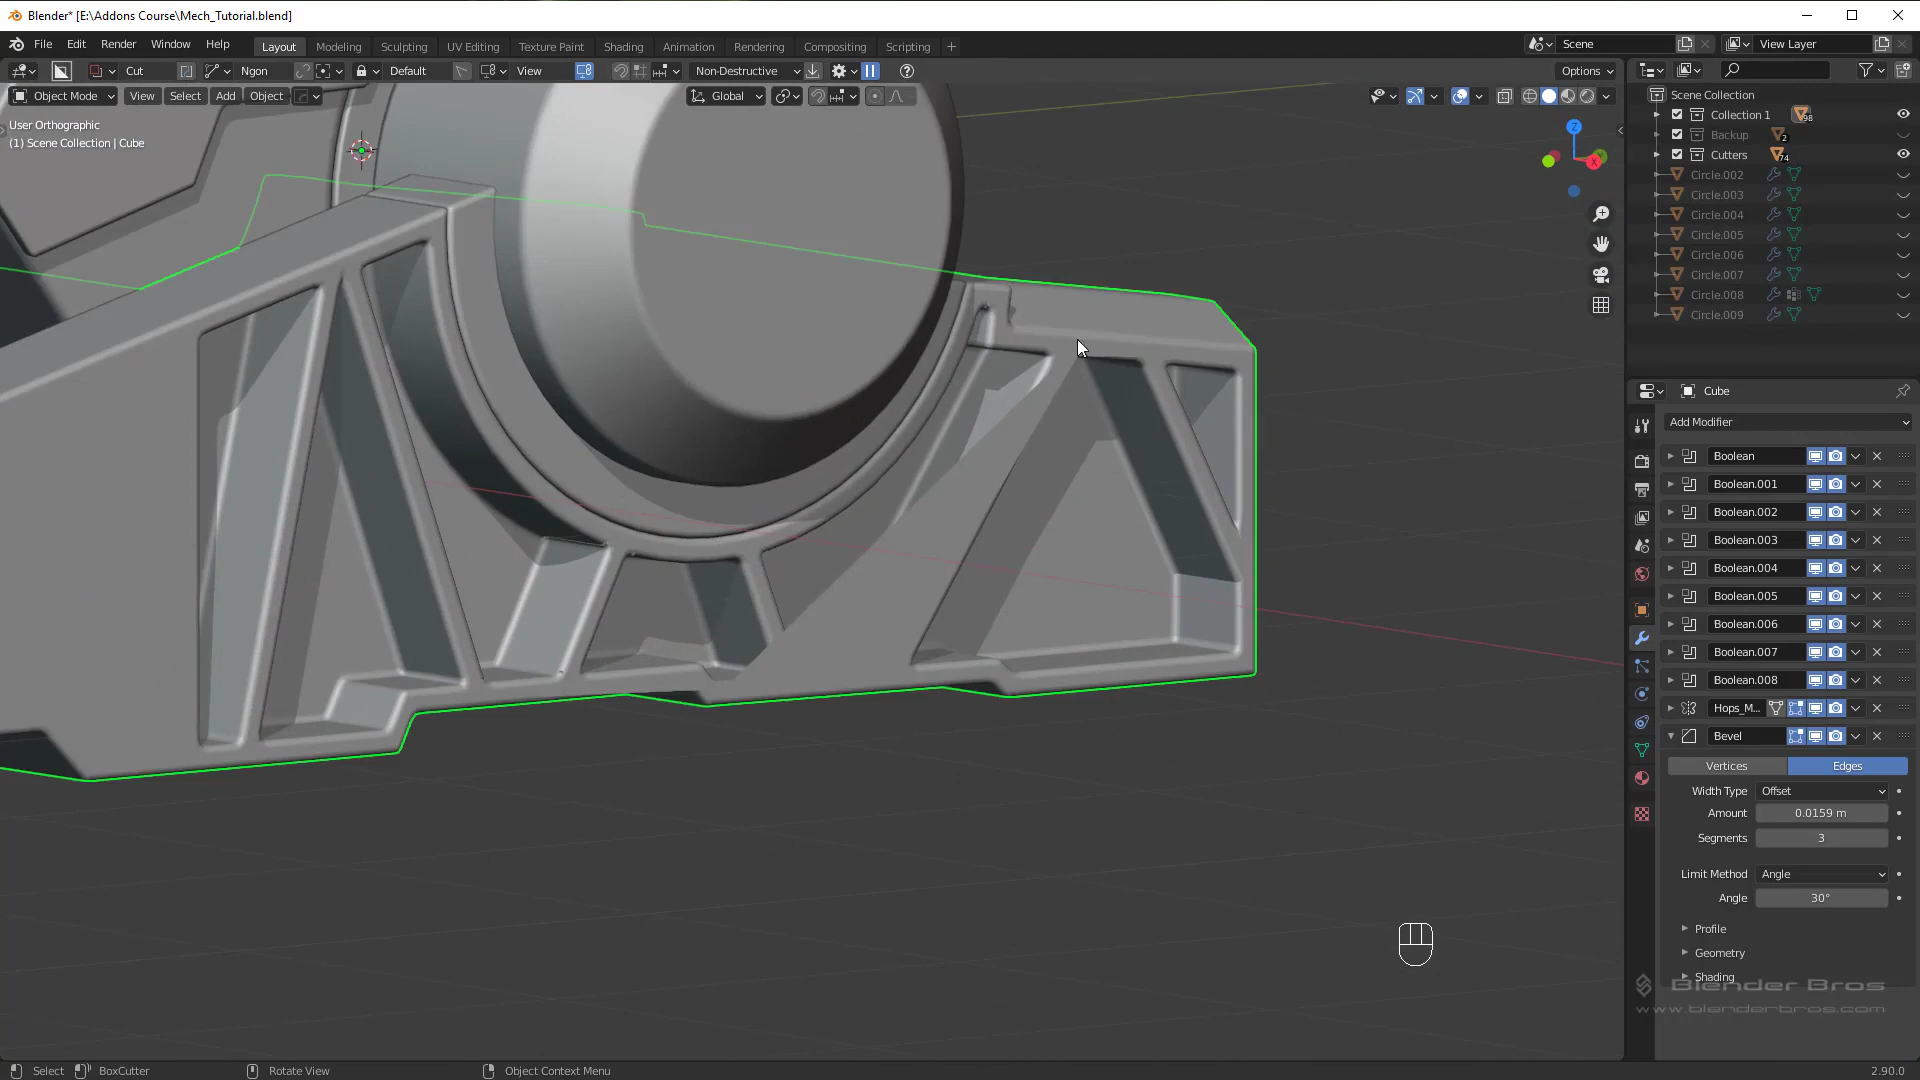 Blender* [E:\Addons Course\Mech_Tutorial.blend]
File Edit Render Window Help Layout Modeling Sculpting UV Editing Texture Paint Shading Animation Rendering Compositing Scripting + Scene View Layer
Cut Ngon Default View Non-Destructive Options
Object Mode View Select Add Object Global
User Orthographic
(1) Scene Collection | Cube
Z
X
Scene Collection
Collection 1 98
Backup 2
Cutters 74
Circle.002
Circle.003
Circle.004
Circle.005
Circle.006
Circle.007
Circle.008
Circle.009
Cube
Add Modifier
Boolean
Boolean.001
Boolean.002
Boolean.003
Boolean.004
Boolean.005
Boolean.006
Boolean.007
Boolean.008
Hops_M...
Bevel
Vertices Edges
Width Type Offset
Amount 0.0159 m
Segments 3
Limit Method Angle
Angle 30°
Profile
Geometry
Shading
Blender Bros
www.blenderbros.com
Select BoxCutter Rotate View Object Context Menu 2.90.0